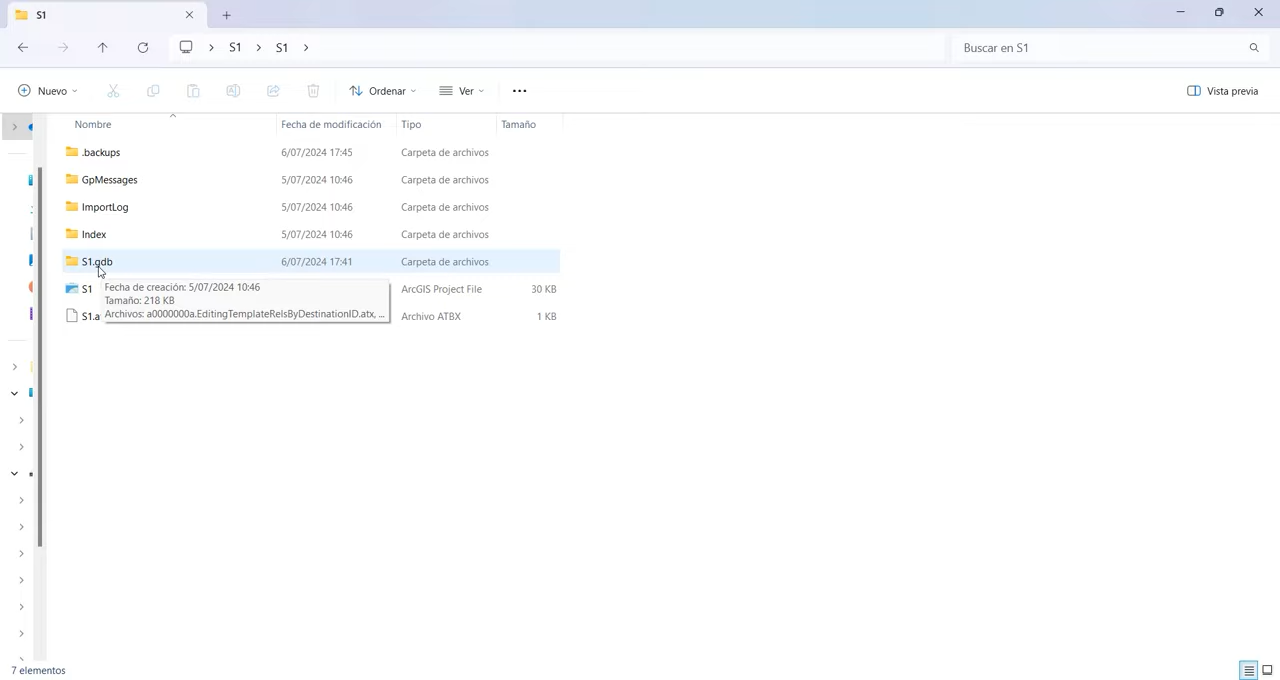 S1
S1 S1
Buscar en S1
Nuevo Ordenar Ver Vista previa
Nombre Fecha de modificación Tipo Tamaño
.backups 6/07/2024 17:45 Carpeta de archivos
GpMessages 5/07/2024 10:46 Carpeta de archivos
ImportLog 5/07/2024 10:46 Carpeta de archivos
Index 5/07/2024 10:46 Carpeta de archivos
S1.gdb 6/07/2024 17:41 Carpeta de archivos
S1 ArcGIS Project File 30 KB
S1.a Archivo ATBX 1 KB
Fecha de creación: 5/07/2024 10:46
Tamaño: 218 KB
Archivos: a0000000a.EditingTemplateRelsByDestinationID.atx, ...
7 elementos